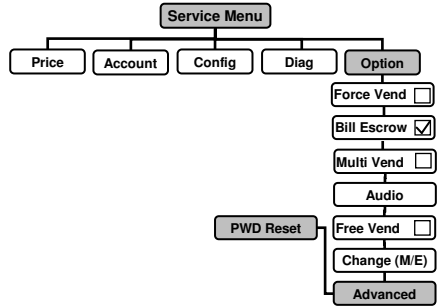 Service Menu
Price
Account
Config
Diag
Option
Force Vend
Bill Escrow
Multi Vend
Audio
PWD Reset
Free Vend
Change (M/E)
Advanced